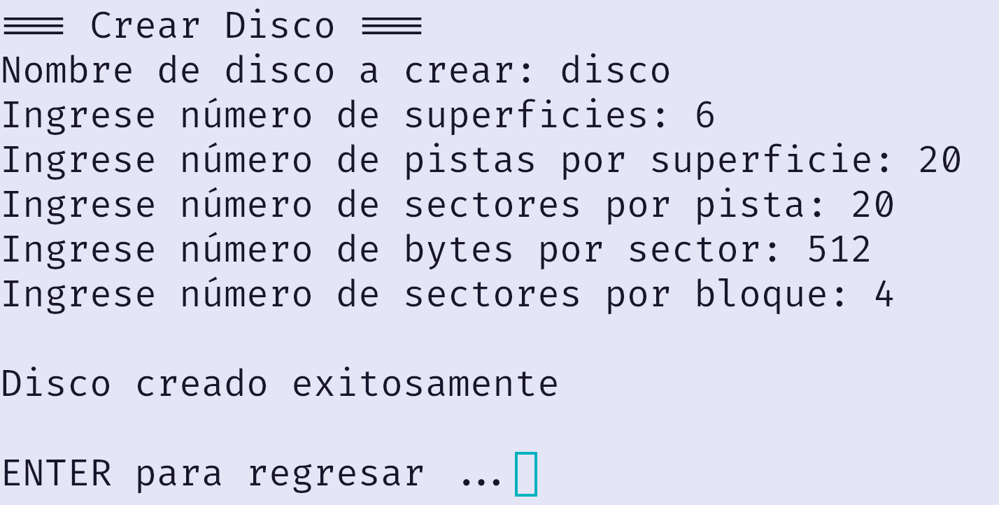 === Crear Disco ===
Nombre de disco a crear: disco
Ingrese número de superficies: 6
Ingrese número de pistas por superficie: 20
Ingrese número de sectores por pista: 20
Ingrese número de bytes por sector: 512
Ingrese número de sectores por bloque: 4
Disco creado exitosamente
ENTER para regresar ...